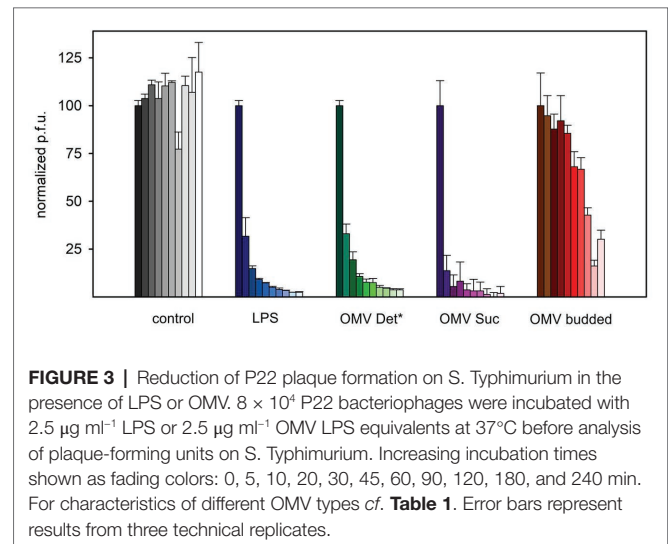 125
100
75
50
25
normalized p.f.u.
control LPS OMV Det* OMV Suc OMV budded
FIGURE 3 | Reduction of P22 plaque formation on S. Typhimurium in the
presence of LPS or OMV. 8 × 10⁴ P22 bacteriophages were incubated with
2.5 μg ml⁻¹ LPS or 2.5 μg ml⁻¹ OMV LPS equivalents at 37°C before analysis
of plaque-forming units on S. Typhimurium. Increasing incubation times
shown as fading colors: 0, 5, 10, 20, 30, 45, 60, 90, 120, 180, and 240 min.
For characteristics of different OMV types cf. Table 1. Error bars represent
results from three technical replicates.